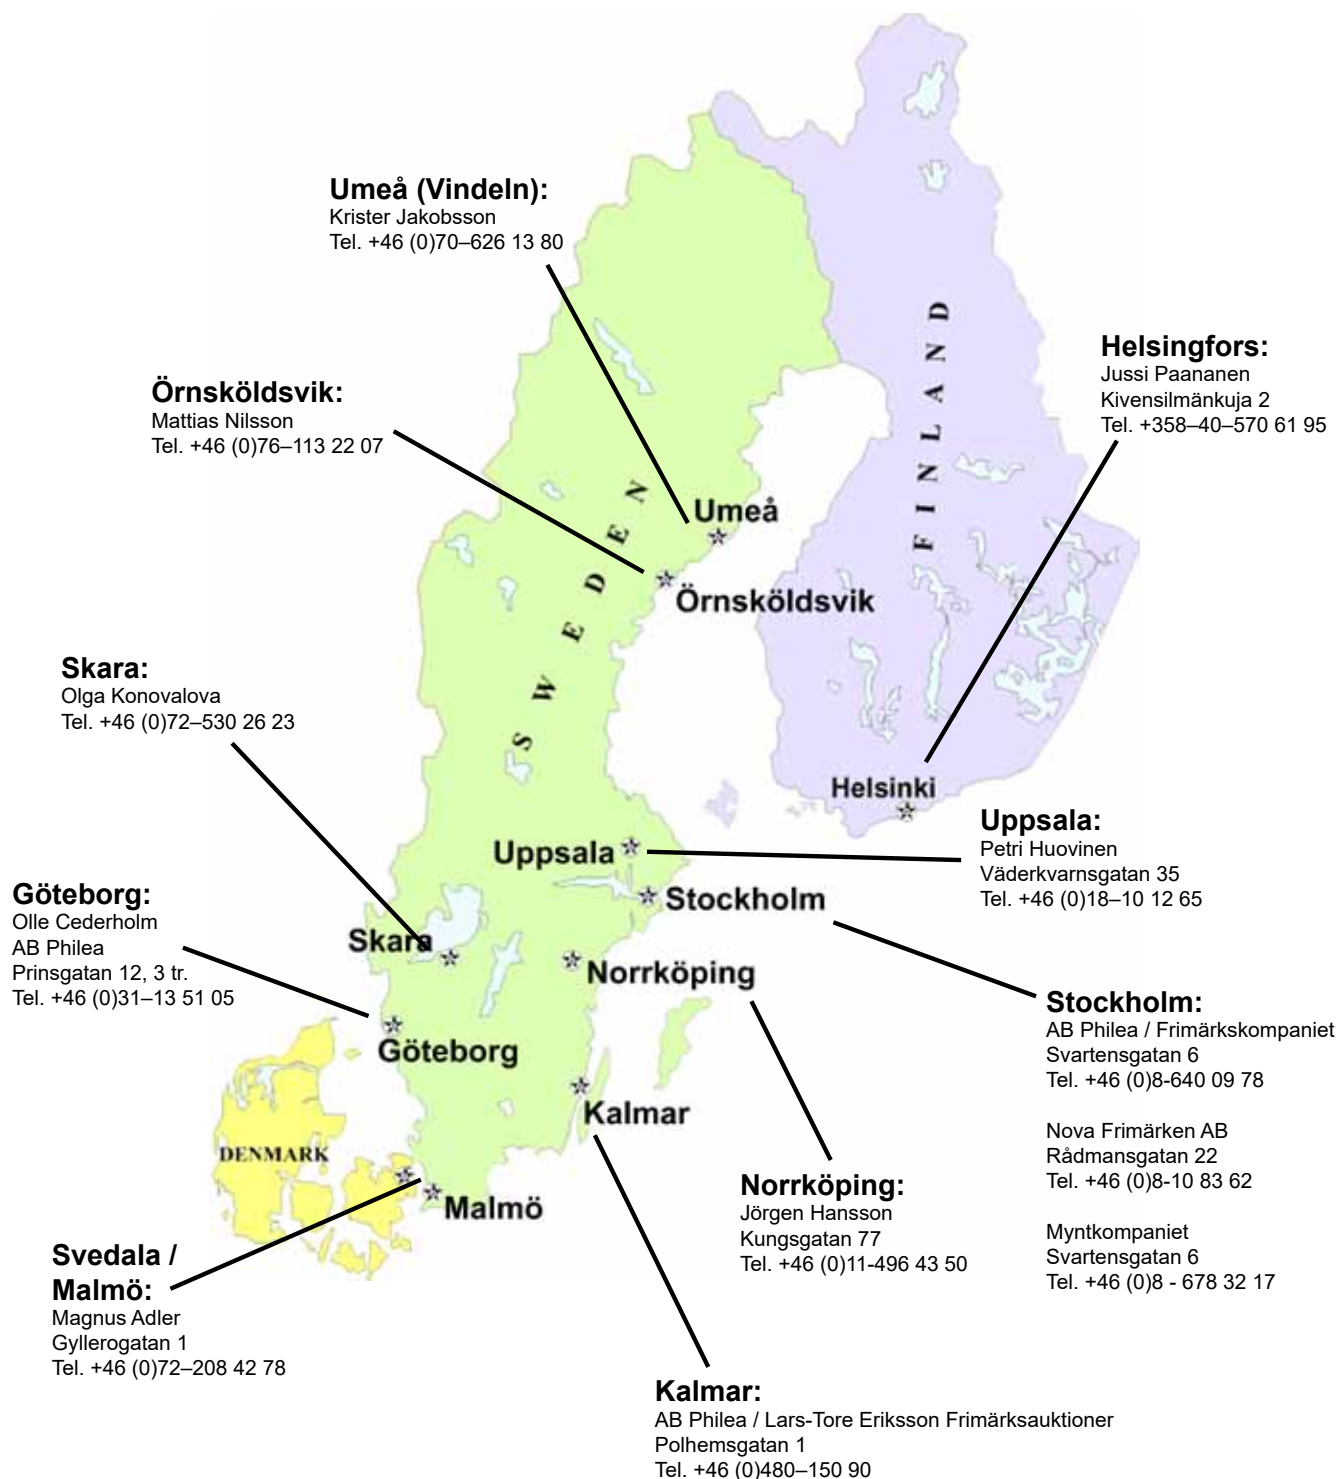 Umeå (Vindeln):
Krister Jakobsson
Tel. +46 (0)70–626 13 80
Örnsköldsvik:
Mattias Nilsson
Tel. +46 (0)76–113 22 07
Helsingfors:
Jussi Paananen
Kivensilmänkuja 2
Tel. +358–40–570 61 95
FINLAND
SWEDEN
Umeå
Örnsköldsvik
Skara:
Olga Konovalova
Tel. +46 (0)72–530 26 23
Helsinki
Uppsala
Uppsala:
Petri Huovinen
Väderkvarnsgatan 35
Tel. +46 (0)18–10 12 65
Göteborg:
Olle Cederholm
AB Philea
Prinsgatan 12, 3 tr.
Tel. +46 (0)31–13 51 05
Stockholm
Skara
Norrköping
Göteborg
Stockholm:
AB Philea / Frimärkskompaniet
Svartensgatan 6
Tel. +46 (0)8-640 09 78
Nova Frimärken AB
Rådmansgatan 22
Tel. +46 (0)8-10 83 62
Myntkompaniet
Svartensgatan 6
Tel. +46 (0)8 - 678 32 17
Kalmar
DENMARK
Malmö
Norrköping:
Jörgen Hansson
Kungsgatan 77
Tel. +46 (0)11-496 43 50
Svedala /
Malmö:
Magnus Adler
Gyllerogatan 1
Tel. +46 (0)72–208 42 78
Kalmar:
AB Philea / Lars-Tore Eriksson Frimärksauktioner
Polhemsgatan 1
Tel. +46 (0)480–150 90